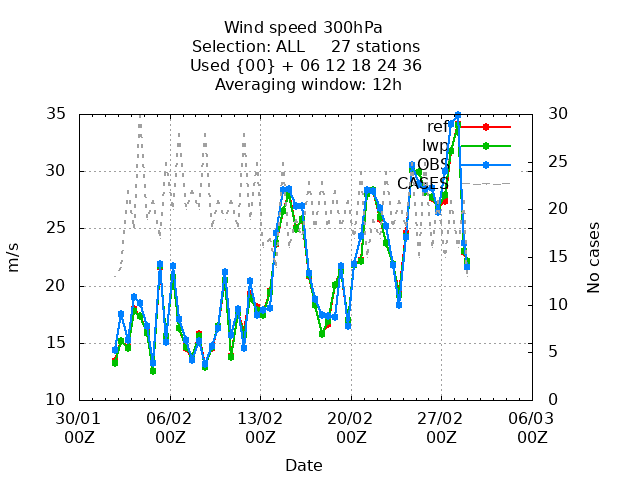 Wind speed 300hPa
Selection: ALL     27 stations
Used {00} + 06 12 18 24 36
Averaging window: 12h
35
30
25
20
15
10
m/s
30
25
20
15
10
5
0
No cases
ref
lwp
OBS
CASES
30/01 06/02 13/02 20/02 27/02 06/03
00Z 00Z 00Z 00Z 00Z 00Z
Date